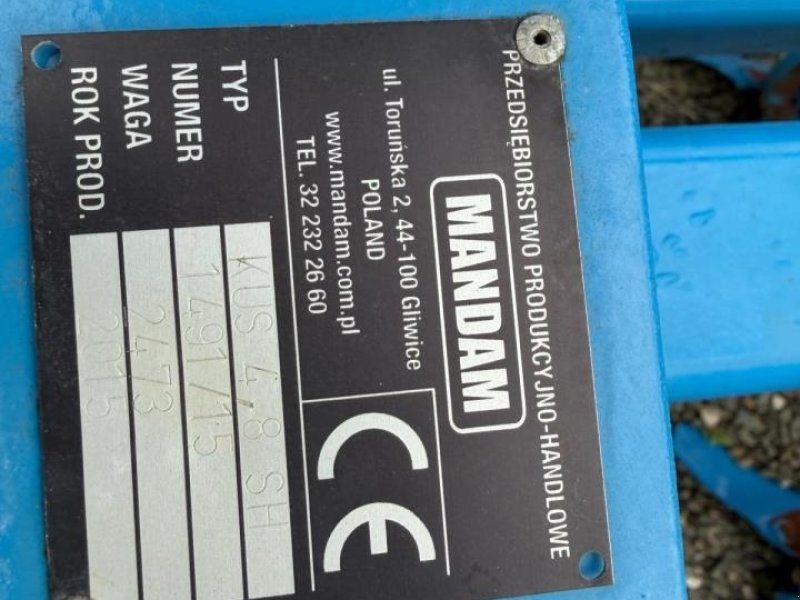 PRZEDSIĘBIORSTWO PRODUKCYJNO-HANDLOWE
MANDAM
ul. Toruńska 2, 44-100 Gliwice
POLAND
www.mandam.com.pl
TEL. 32 232 26 60
CE
TYP KUS 4,8 SH
NUMER 1491/15
WAGA 2473
ROK PROD. 2015